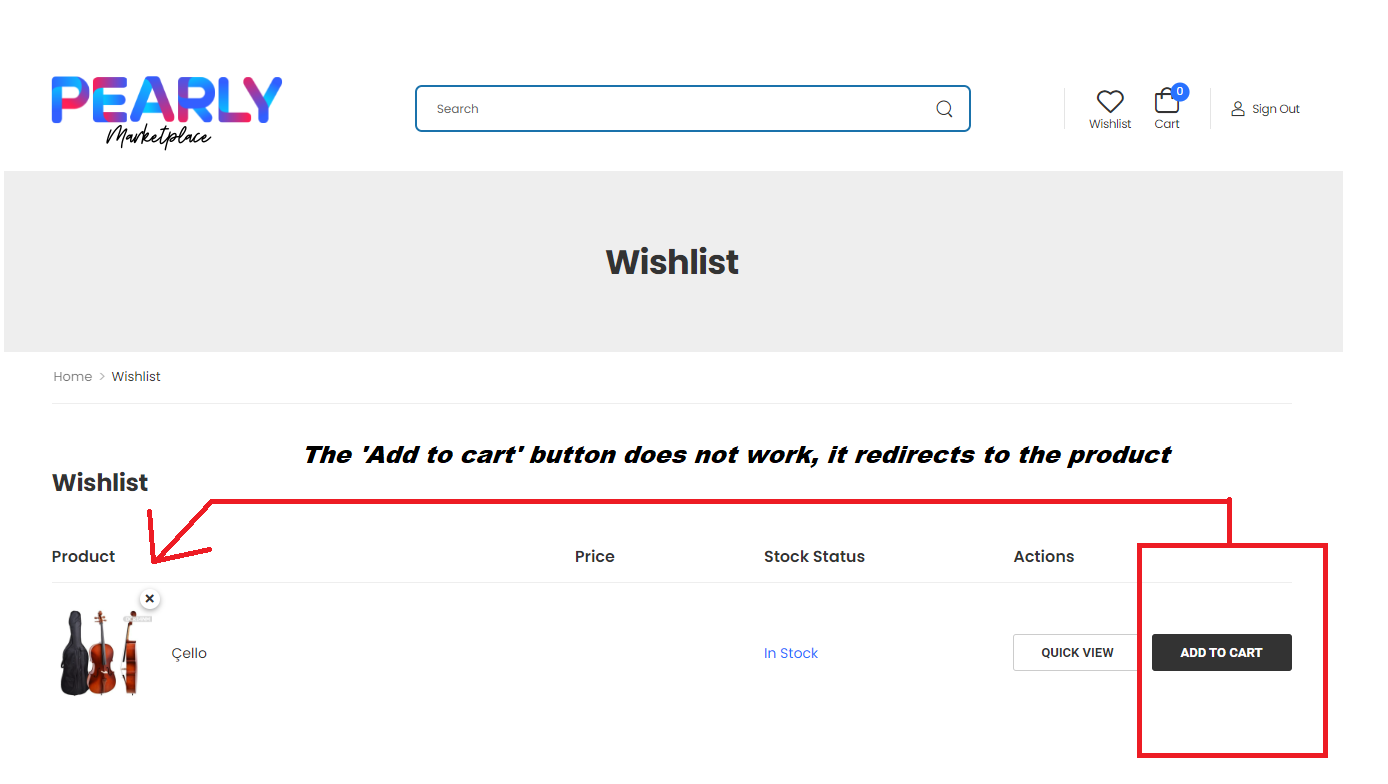 PEARLY
Marketplace
Search
0
Wishlist
Cart
Sign Out
Wishlist
Home > Wishlist
The 'Add to cart' button does not work, it redirects to the product
Wishlist
Product Price Stock Status Actions
Çello In Stock QUICK VIEW ADD TO CART